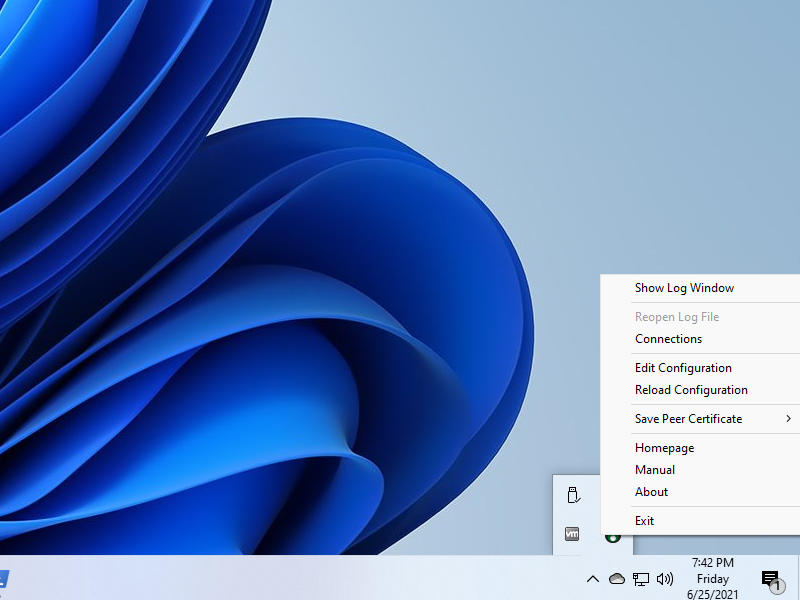 Show Log Window
Reopen Log File
Connections
Edit Configuration
Reload Configuration
Save Peer Certificate
Homepage
Manual
About
Exit
vm
7:42 PM
Friday
6/25/2021
1